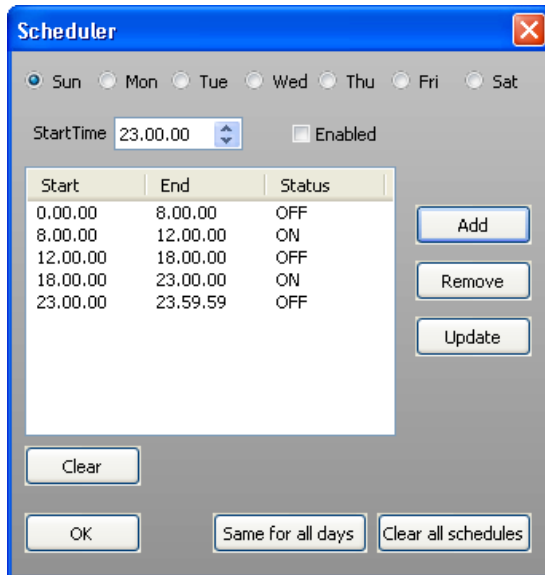 Scheduler
Sun Mon Tue Wed Thu Fri Sat
StartTime 23.00.00 Enabled
Start End Status
0.00.00 8.00.00 OFF
8.00.00 12.00.00 ON
12.00.00 18.00.00 OFF
18.00.00 23.00.00 ON
23.00.00 23.59.59 OFF
Add
Remove
Update
Clear
OK Same for all days Clear all schedules